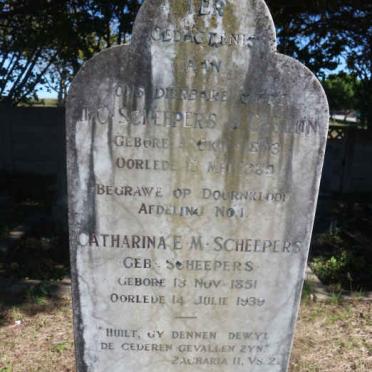 TER
GEDACHTENIS
AAN
ONS DIERBARE
SCHEEPERS
GEBORE
OORLEDE
BEGRAWE OP DOORNKLOOF
AFDELING NO. 1
CATHARINA E. M. SCHEEPERS
GEB. SCHEEPERS
GEBORE 13 NOV. 1851
OORLEDE 14 JULIE 1939
"HUILT, GY DENNEN DEWYL
DE CEDEREN GEVALLEN ZYN."
ZACHARIA 11, VS. 2.